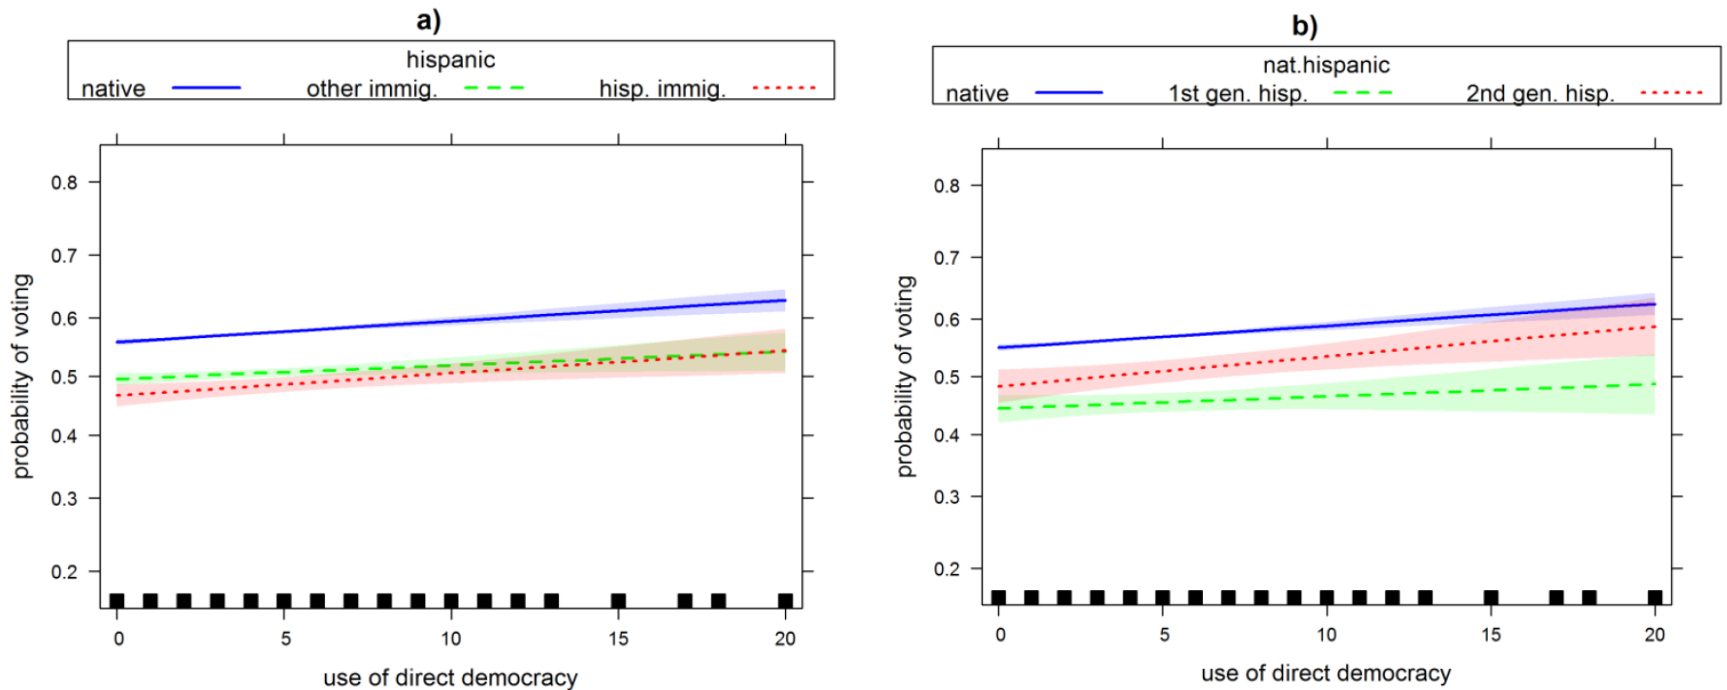 a)
hispanic
native other immig. hisp. immig.
0.8
0.7
0.6
0.5
0.4
0.3
0.2
probability of voting
0 5 10 15 20
use of direct democracy
b)
nat.hispanic
native 1st gen. hisp. 2nd gen. hisp.
0.8
0.7
0.6
0.5
0.4
0.3
0.2
probability of voting
0 5 10 15 20
use of direct democracy